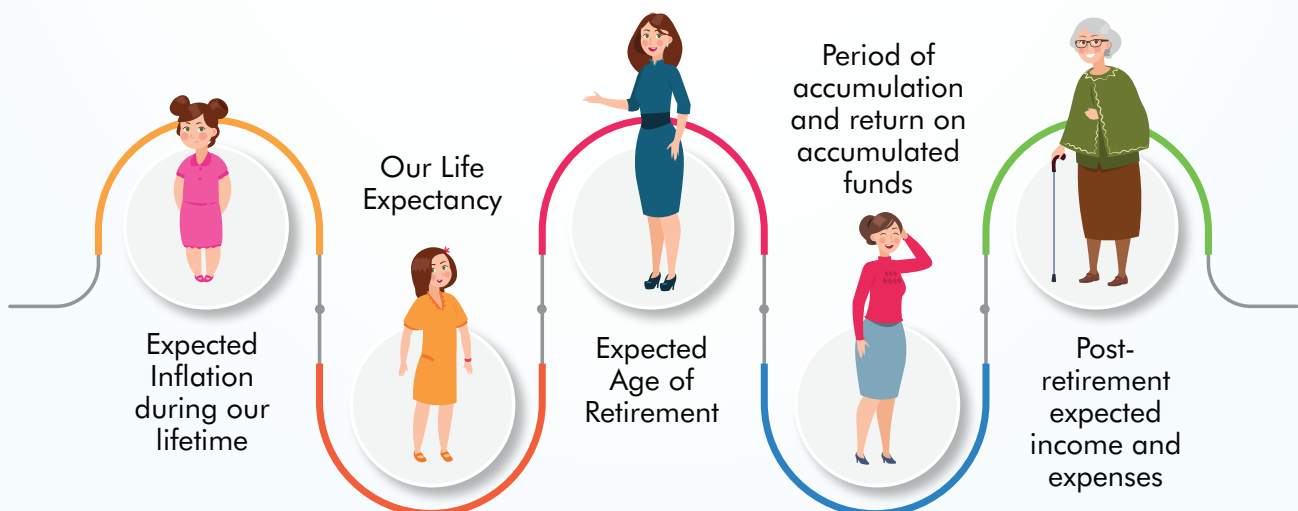 Expected
Inflation
during our
lifetime
Our Life
Expectancy
Expected
Age of
Retirement
Period of
accumulation
and return on
accumulated
funds
Post-
retirement
expected
income and
expenses